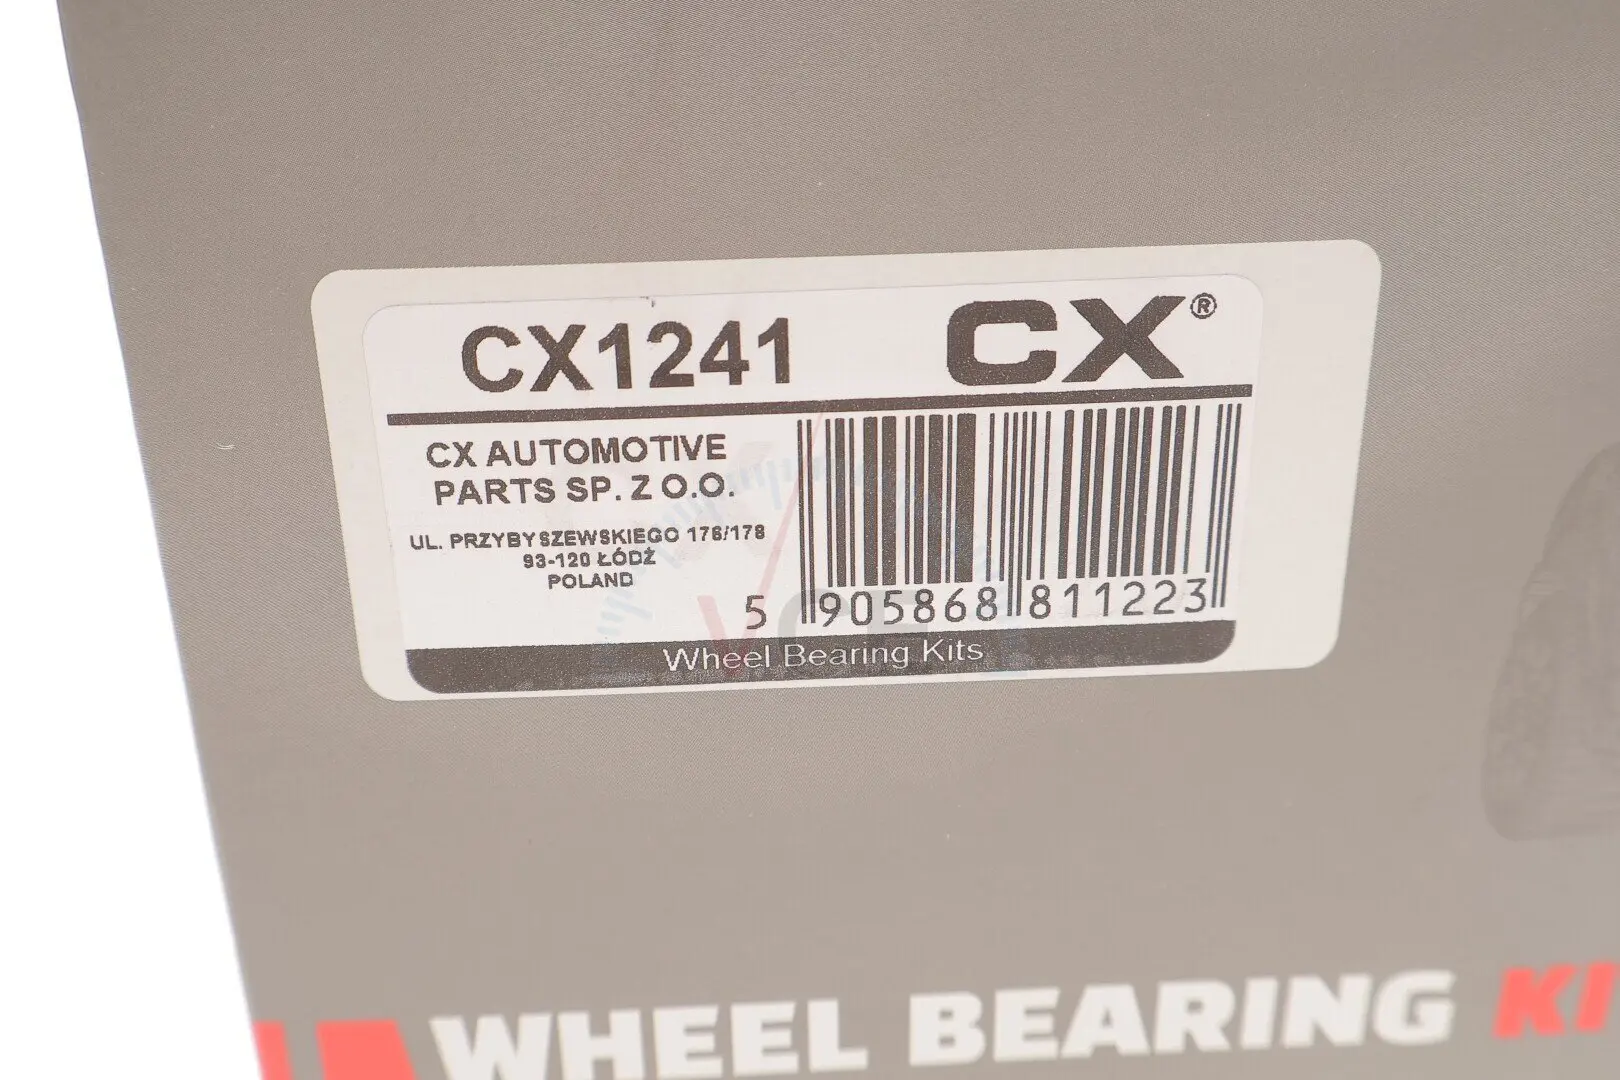 CX1241 CX®
CX AUTOMOTIVE
PARTS SP. Z O.O.
UL. PRZYBYSZEWSKIEGO 176/178
93-120 ŁÓDŹ
POLAND
5 905868 811223
Wheel Bearing Kits
WHEEL BEARING KI